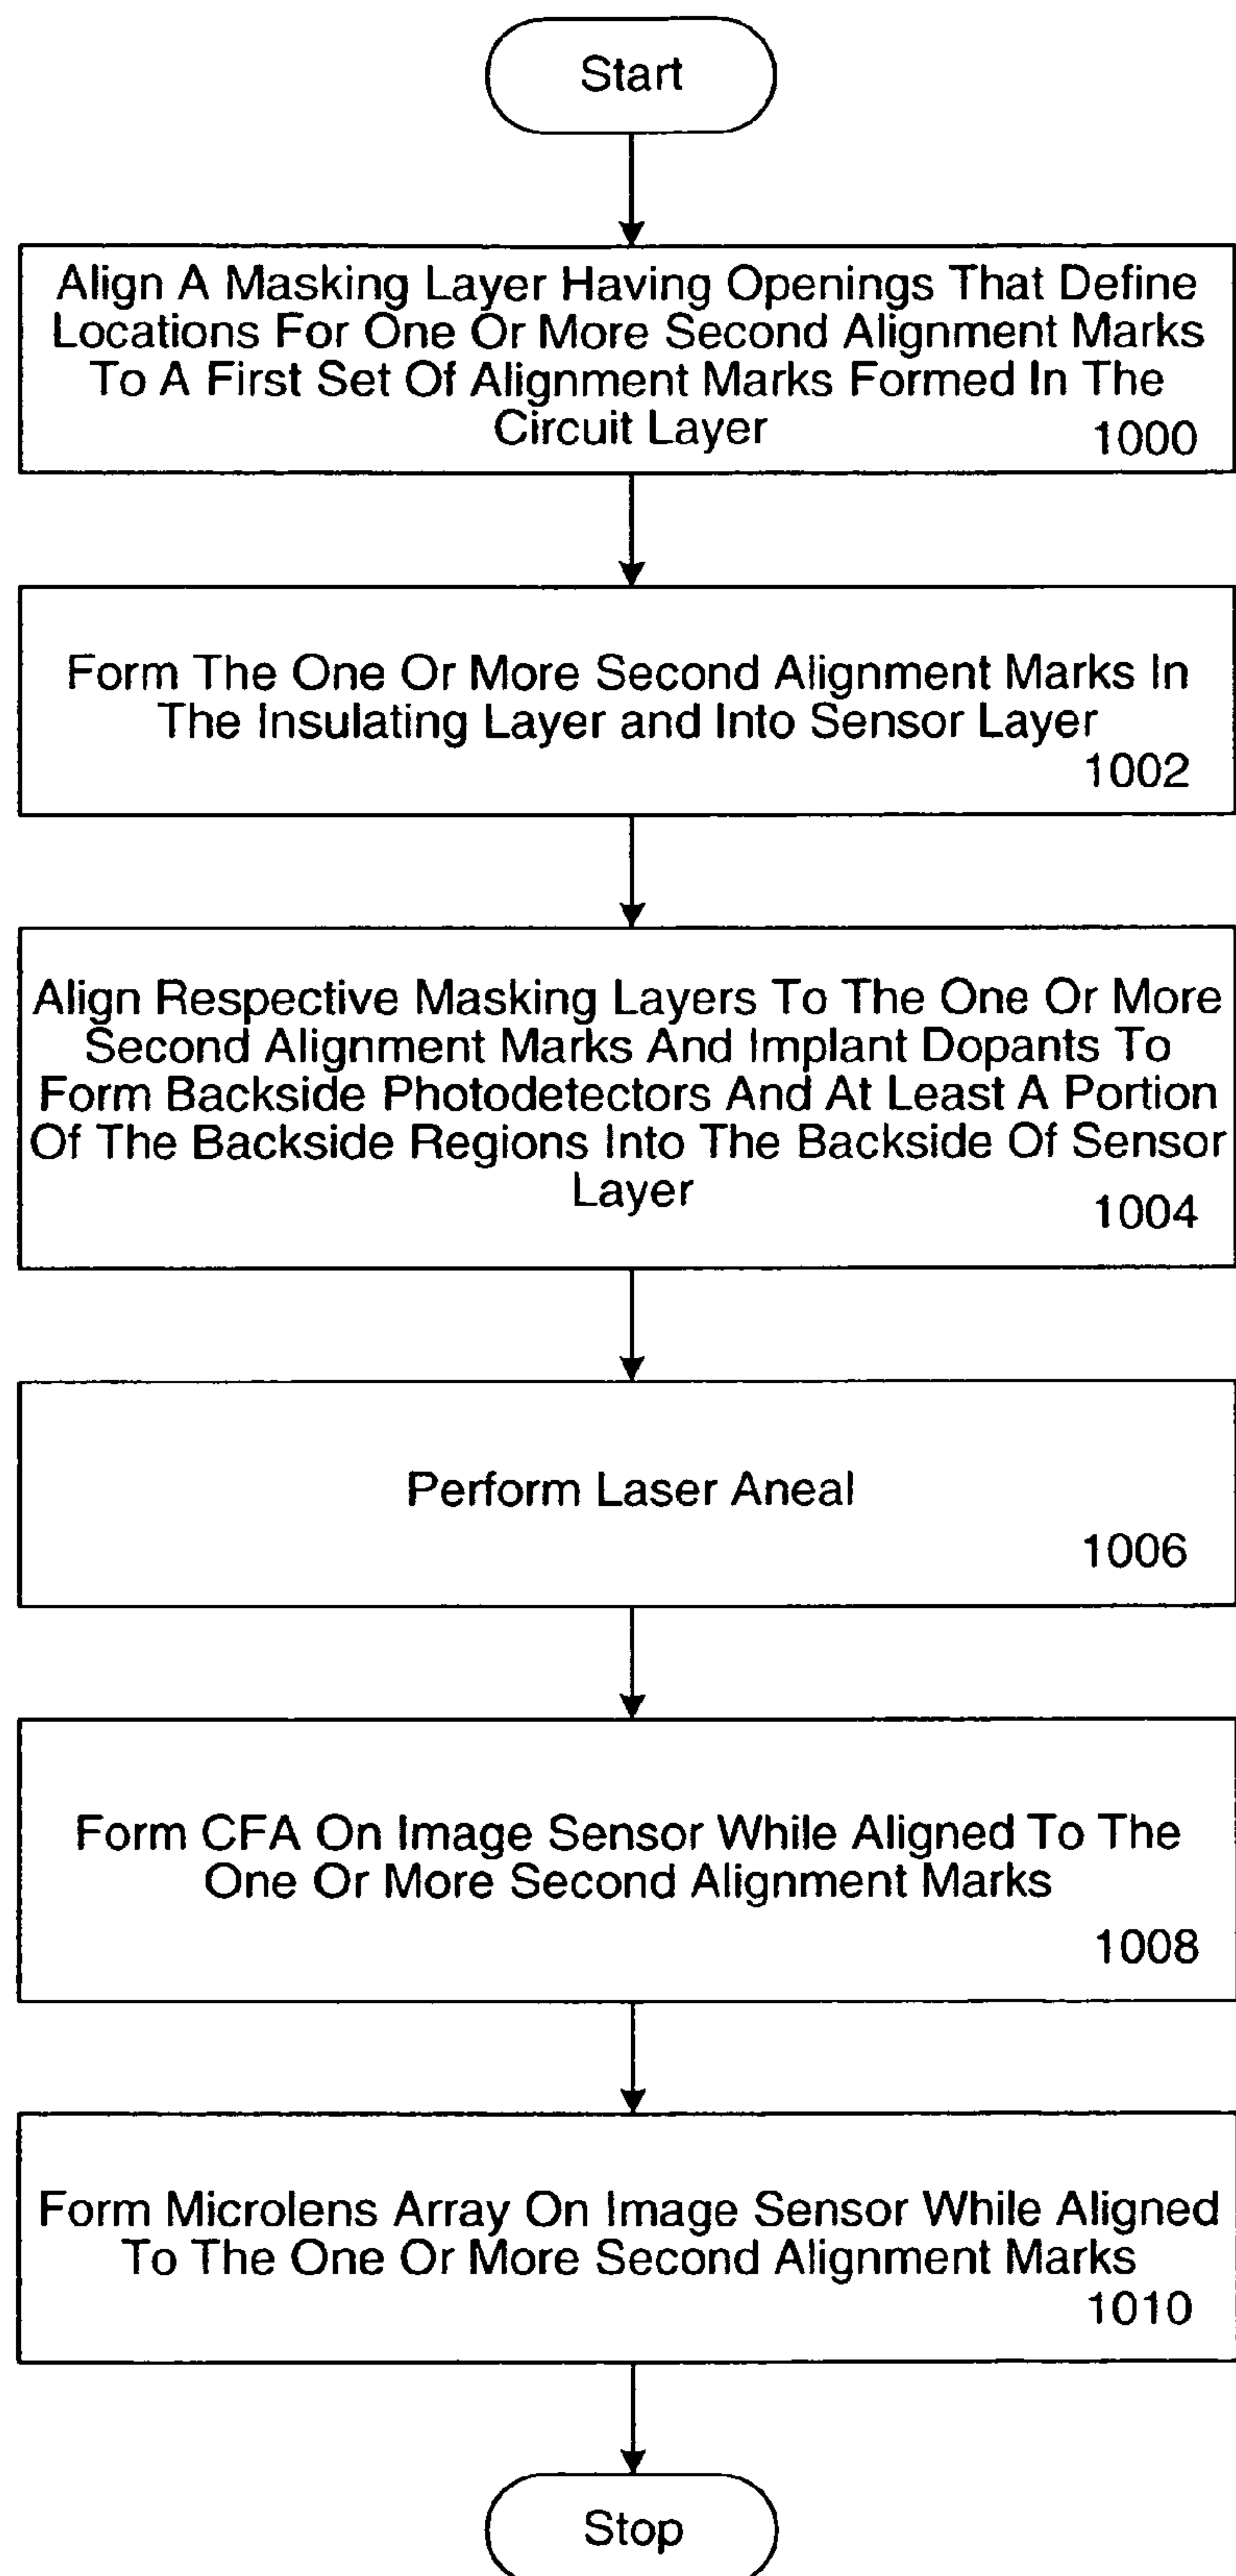 Start
Align A Masking Layer Having Openings That Define
Locations For One Or More Second Alignment Marks
To A First Set Of Alignment Marks Formed In The
Circuit Layer
1000
Form The One Or More Second Alignment Marks In
The Insulating Layer and Into Sensor Layer
1002
Align Respective Masking Layers To The One Or More
Second Alignment Marks And Implant Dopants To
Form Backside Photodetectors And At Least A Portion
Of The Backside Regions Into The Backside Of Sensor
Layer
1004
Perform Laser Aneal
1006
Form CFA On Image Sensor While Aligned To The
One Or More Second Alignment Marks
1008
Form Microlens Array On Image Sensor While Aligned
To The One Or More Second Alignment Marks
1010
Stop